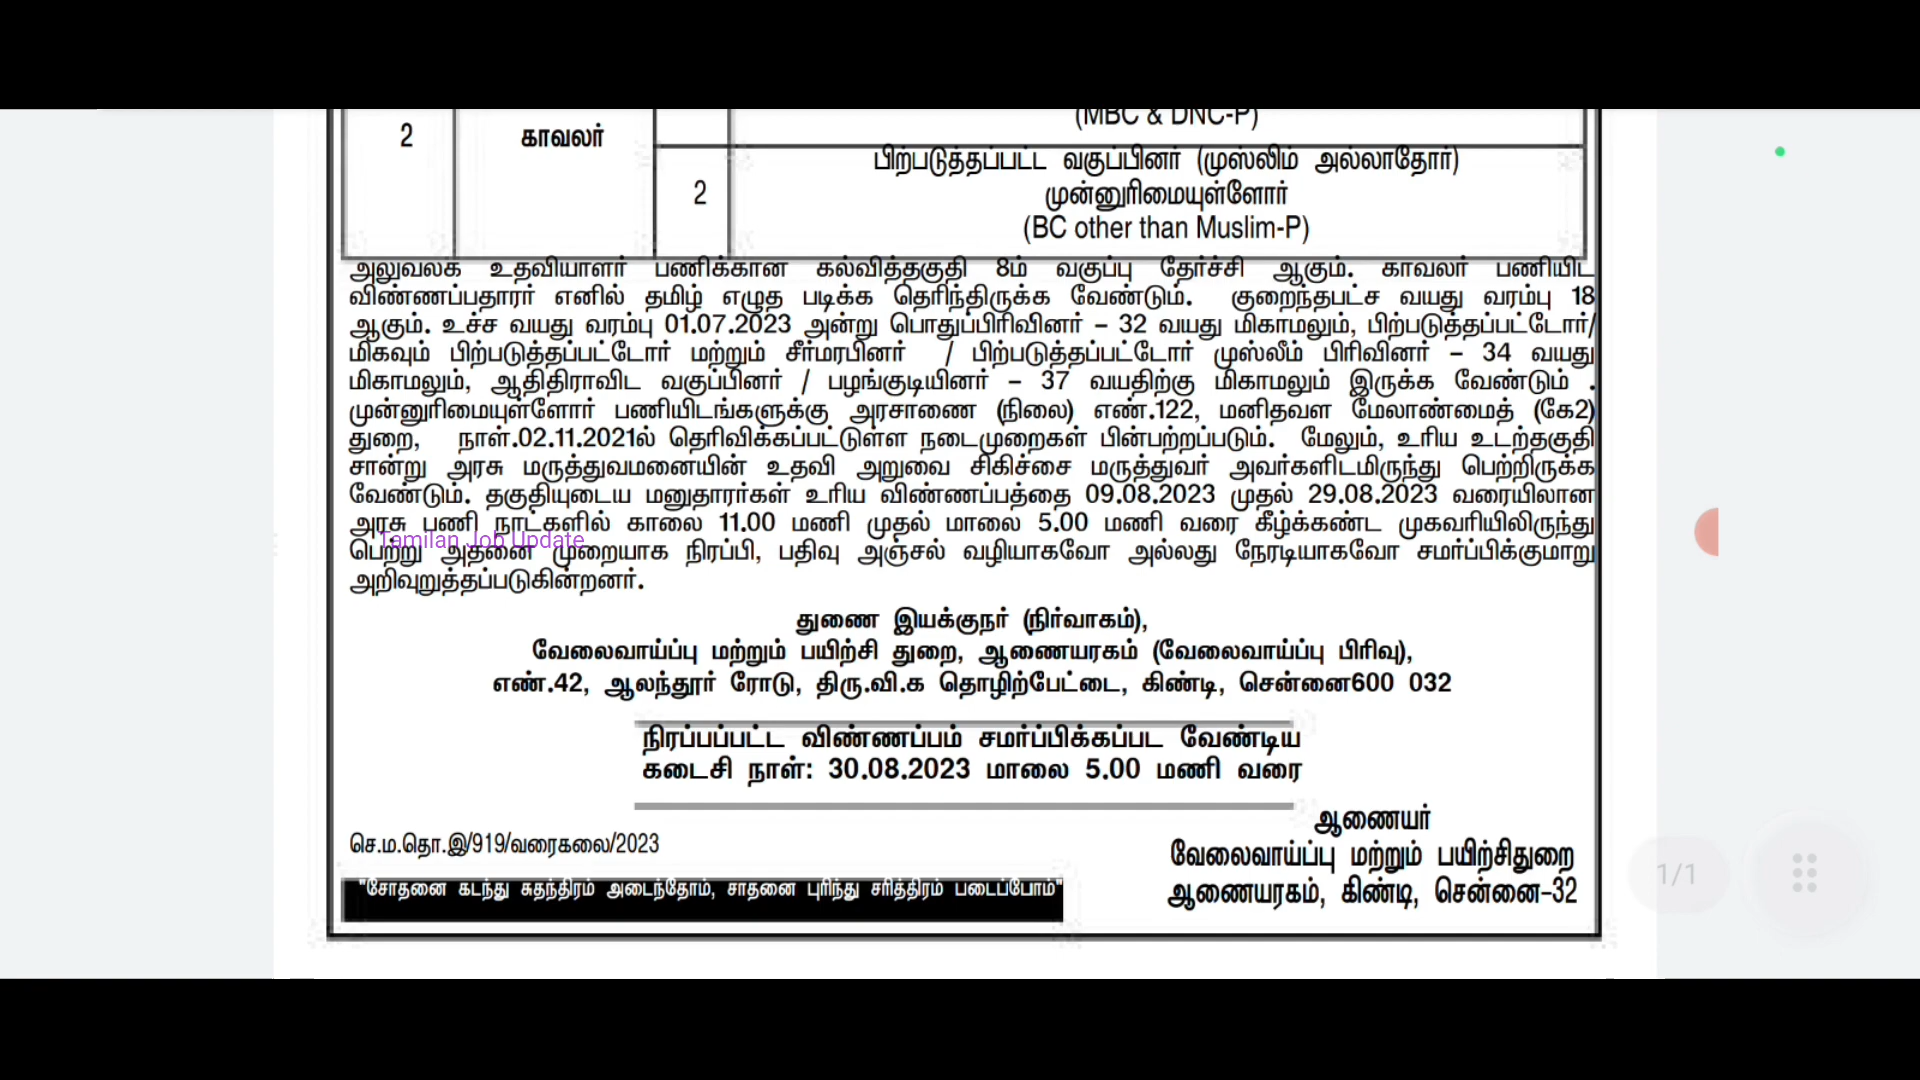 (MBC & DNC-P)
2 காவலர்
பிற்படுத்தப்பட்ட வகுப்பினர் (முஸ்லிம் அல்லாதோர்)
2 முன்னுரிமையுள்ளோர்
(BC other than Muslim-P)
அலுவலக உதவியாளர் பணிக்கான கல்வித்தகுதி 8ம் வகுப்பு தேர்ச்சி ஆகும். காவலர் பணியிட
விண்ணப்பதாரர் எனில் தமிழ் எழுத படிக்க தெரிந்திருக்க வேண்டும். குறைந்தபட்ச வயது வரம்பு 18
ஆகும். உச்ச வயது வரம்பு 01.07.2023 அன்று பொதுப்பிரிவினர் – 32 வயது மிகாமலும், பிற்படுத்தப்பட்டோர்/
மிகவும் பிற்படுத்தப்பட்டோர் மற்றும் சீர்மரபினர் / பிற்படுத்தப்பட்டோர் முஸ்லீம் பிரிவினர் – 34 வயது
மிகாமலும், ஆதிதிராவிட வகுப்பினர் / பழங்குடியினர் – 37 வயதிற்கு மிகாமலும் இருக்க வேண்டும் .
முன்னுரிமையுள்ளோர் பணியிடங்களுக்கு அரசாணை (நிலை) எண்.122, மனிதவள மேலாண்மைத் (கே2)
துறை, நாள்.02.11.2021ல் தெரிவிக்கப்பட்டுள்ள நடைமுறைகள் பின்பற்றப்படும். மேலும், உரிய உடற்தகுதி
சான்று அரசு மருத்துவமனையின் உதவி அறுவை சிகிச்சை மருத்துவர் அவர்களிடமிருந்து பெற்றிருக்க
வேண்டும். தகுதியுடைய மனுதாரர்கள் உரிய விண்ணப்பத்தை 09.08.2023 முதல் 29.08.2023 வரையிலான
அரசு பணி நாட்களில் காலை 11.00 மணி முதல் மாலை 5.00 மணி வரை கீழ்க்கண்ட முகவரியிலிருந்து
Tamilan Job Update
பெற்று அதனை முறையாக நிரப்பி, பதிவு அஞ்சல் வழியாகவோ அல்லது நேரடியாகவோ சமர்ப்பிக்குமாறு
அறிவுறுத்தப்படுகின்றனர்.
துணை இயக்குநர் (நிர்வாகம்),
வேலைவாய்ப்பு மற்றும் பயிற்சி துறை, ஆணையரகம் (வேலைவாய்ப்பு பிரிவு),
எண்.42, ஆலந்தூர் ரோடு, திரு.வி.க தொழிற்பேட்டை, கிண்டி, சென்னை600 032
நிரப்பப்பட்ட விண்ணப்பம் சமர்ப்பிக்கப்பட வேண்டிய
கடைசி நாள்: 30.08.2023 மாலை 5.00 மணி வரை
ஆணையர்
செ.ம.தொ.இ/919/வரைகலை/2023
வேலைவாய்ப்பு மற்றும் பயிற்சிதுறை
"சோதனை கடந்து சுதந்திரம் அடைந்தோம், சாதனை புரிந்து சரித்திரம் படைப்போம்"
ஆணையரகம், கிண்டி, சென்னை–32
1/1